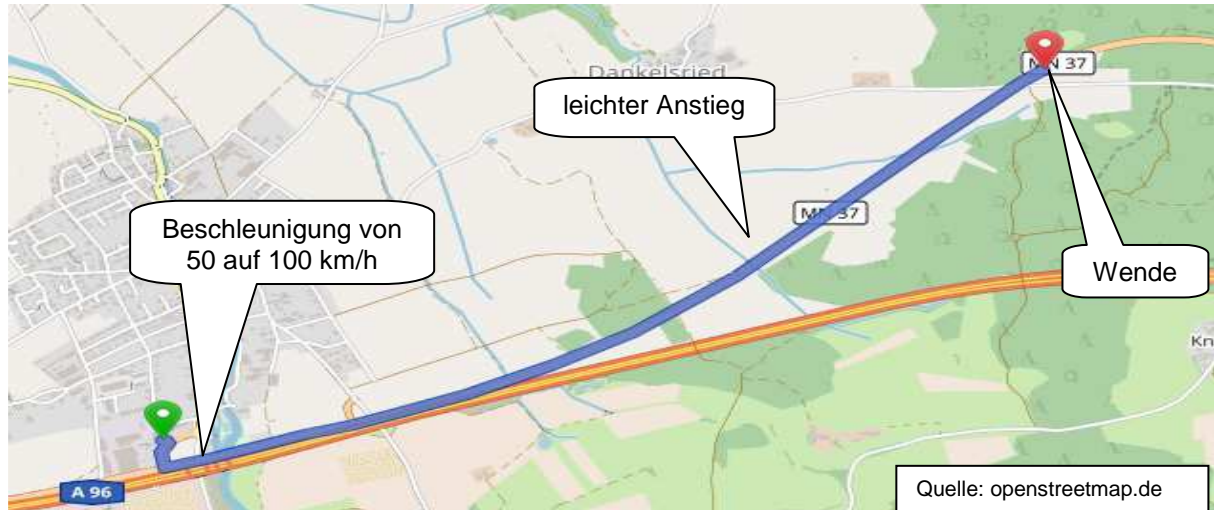 Dankelsried
MN 37
leichter Anstieg
MN 37
Beschleunigung von
50 auf 100 km/h
Wende
Kn
A 96
Quelle: openstreetmap.de